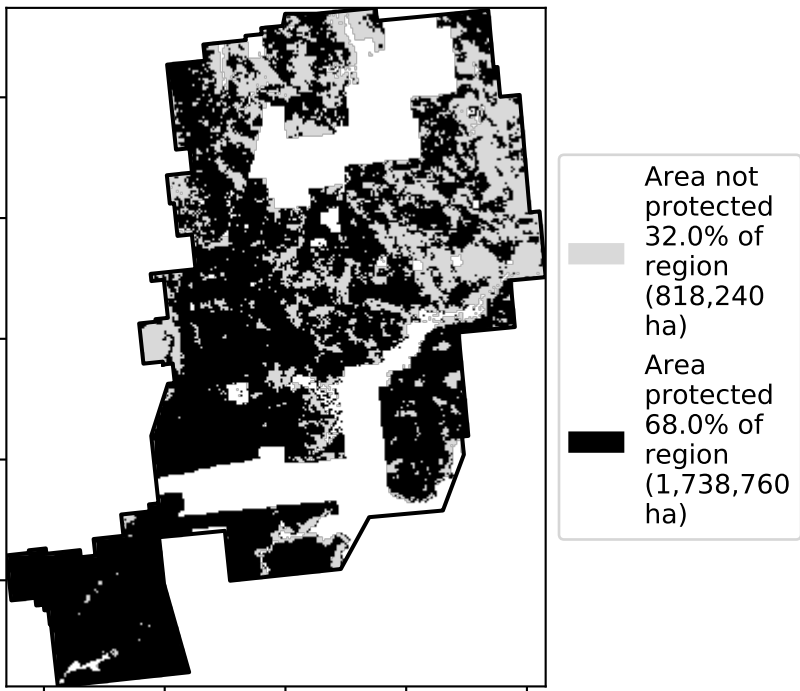 Area not
protected
32.0% of
region
(818,240
ha)
Area
protected
68.0% of
region
(1,738,760
ha)